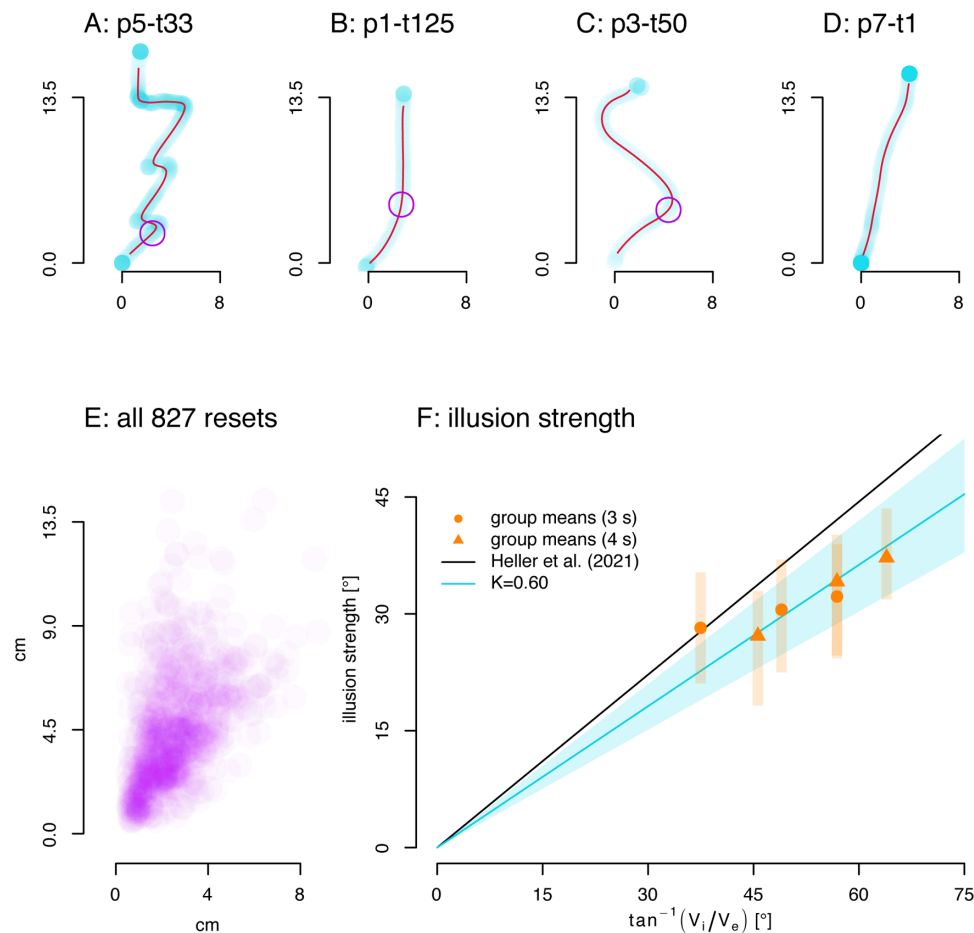 A: p5-t33
B: p1-t125
C: p3-t50
D: p7-t1
13.5
0.0
0
8
13.5
0.0
0
8
13.5
0.0
0
8
13.5
0.0
0
8
E: all 827 resets
13.5
9.0
4.5
0.0
cm
0
4
8
cm
F: illusion strength
group means (3 s)
group means (4 s)
Heller et al. (2021)
K=0.60
45
30
15
0
illusion strength [°]
0
15
30
45
60
75
tan⁻¹(Vᵢ/Vₑ) [°]